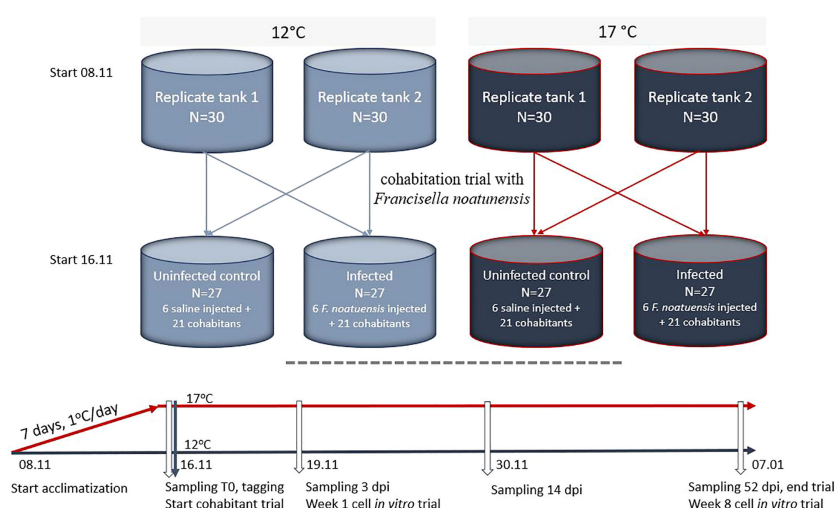 12°C
17 °C
Start 08.11
Replicate tank 1
N=30
Replicate tank 2
N=30
Replicate tank 1
N=30
Replicate tank 2
N=30
cohabitation trial with
Francisella noatunensis
Start 16.11
Uninfected control
N=27
6 saline injected +
21 cohabitans
Infected
N=27
6 F. noatuensis injected
+ 21 cohabitants
Uninfected control
N=27
6 saline injected +
21 cohabitants
Infected
N=27
6 F. noatuensis injected
+ 21 cohabitants
7 days, 1°C/day
17°C
12°C
08.11
16.11
19.11
30.11
07.01
Start acclimatization
Sampling T0, tagging
Start cohabitant trial
Sampling 3 dpi
Week 1 cell in vitro trial
Sampling 14 dpi
Sampling 52 dpi, end trial
Week 8 cell in vitro trial